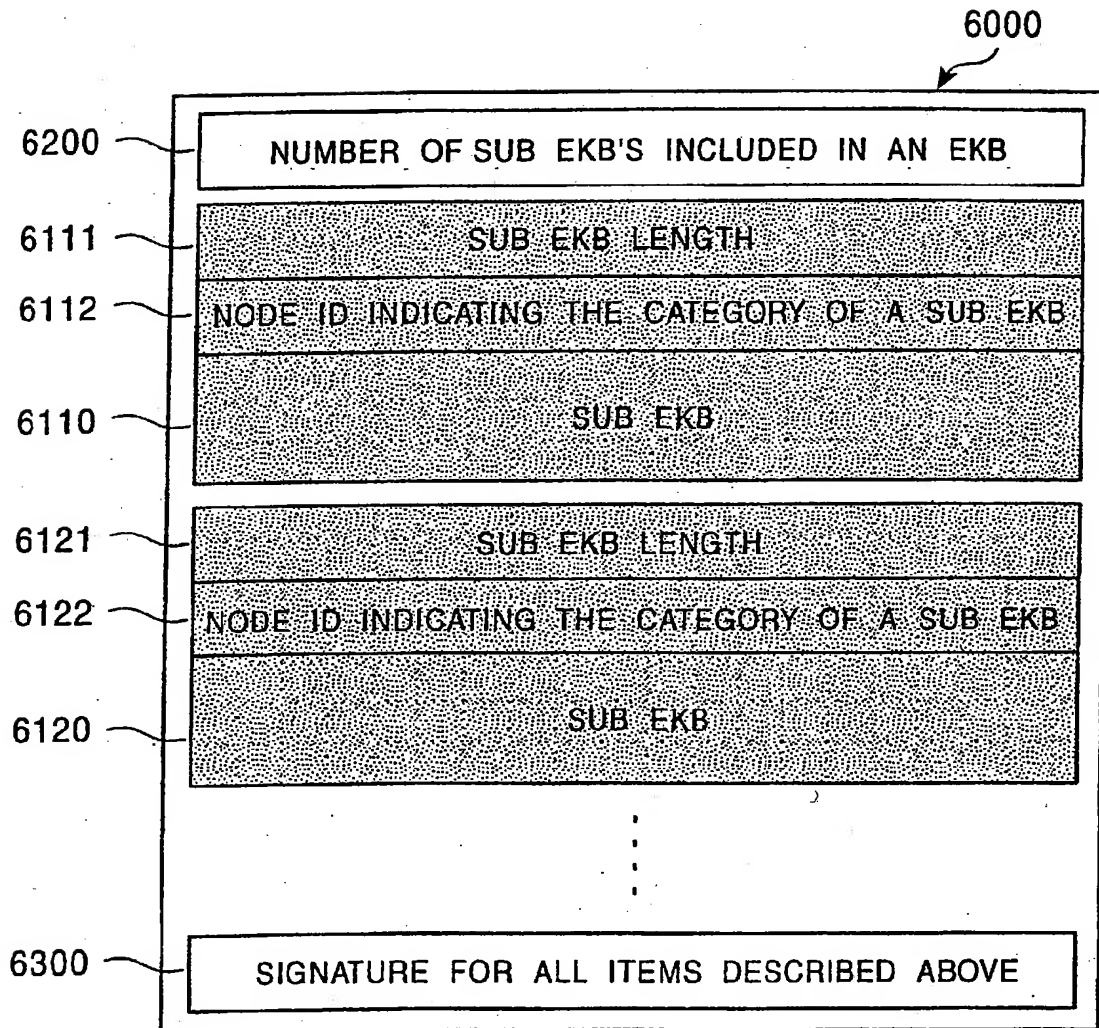 6000
6200 NUMBER OF SUB EKB'S INCLUDED IN AN EKB
6111 SUB EKB LENGTH
6112 NODE ID INDICATING THE CATEGORY OF A SUB EKB
6110 SUB EKB
6121 SUB EKB LENGTH
6122 NODE ID INDICATING THE CATEGORY OF A SUB EKB
6120 SUB EKB
6300 SIGNATURE FOR ALL ITEMS DESCRIBED ABOVE